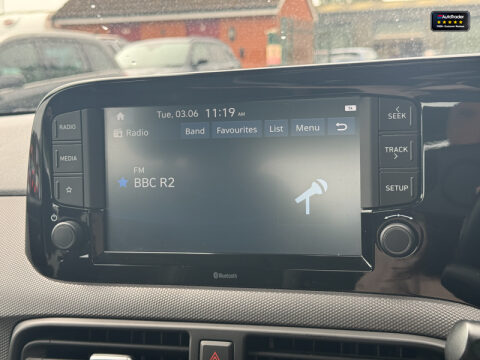 AutoTrader
Tue, 03.06 11:19 AM
Radio Band Favourites List Menu
FM
BBC R2
RADIO
MEDIA
SEEK
TRACK
SETUP
Bluetooth